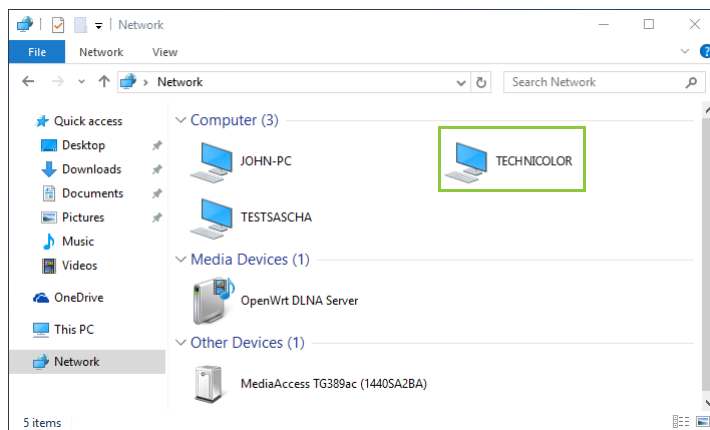 Network
File Network View
Network Search Network
Quick access
Desktop
Downloads
Documents
Pictures
Music
Videos
OneDrive
This PC
Network
Computer (3)
JOHN-PC TECHNICOLOR
TESTSASCHA
Media Devices (1)
OpenWrt DLNA Server
Other Devices (1)
MediaAccess TG389ac (1440SA2BA)
5 items